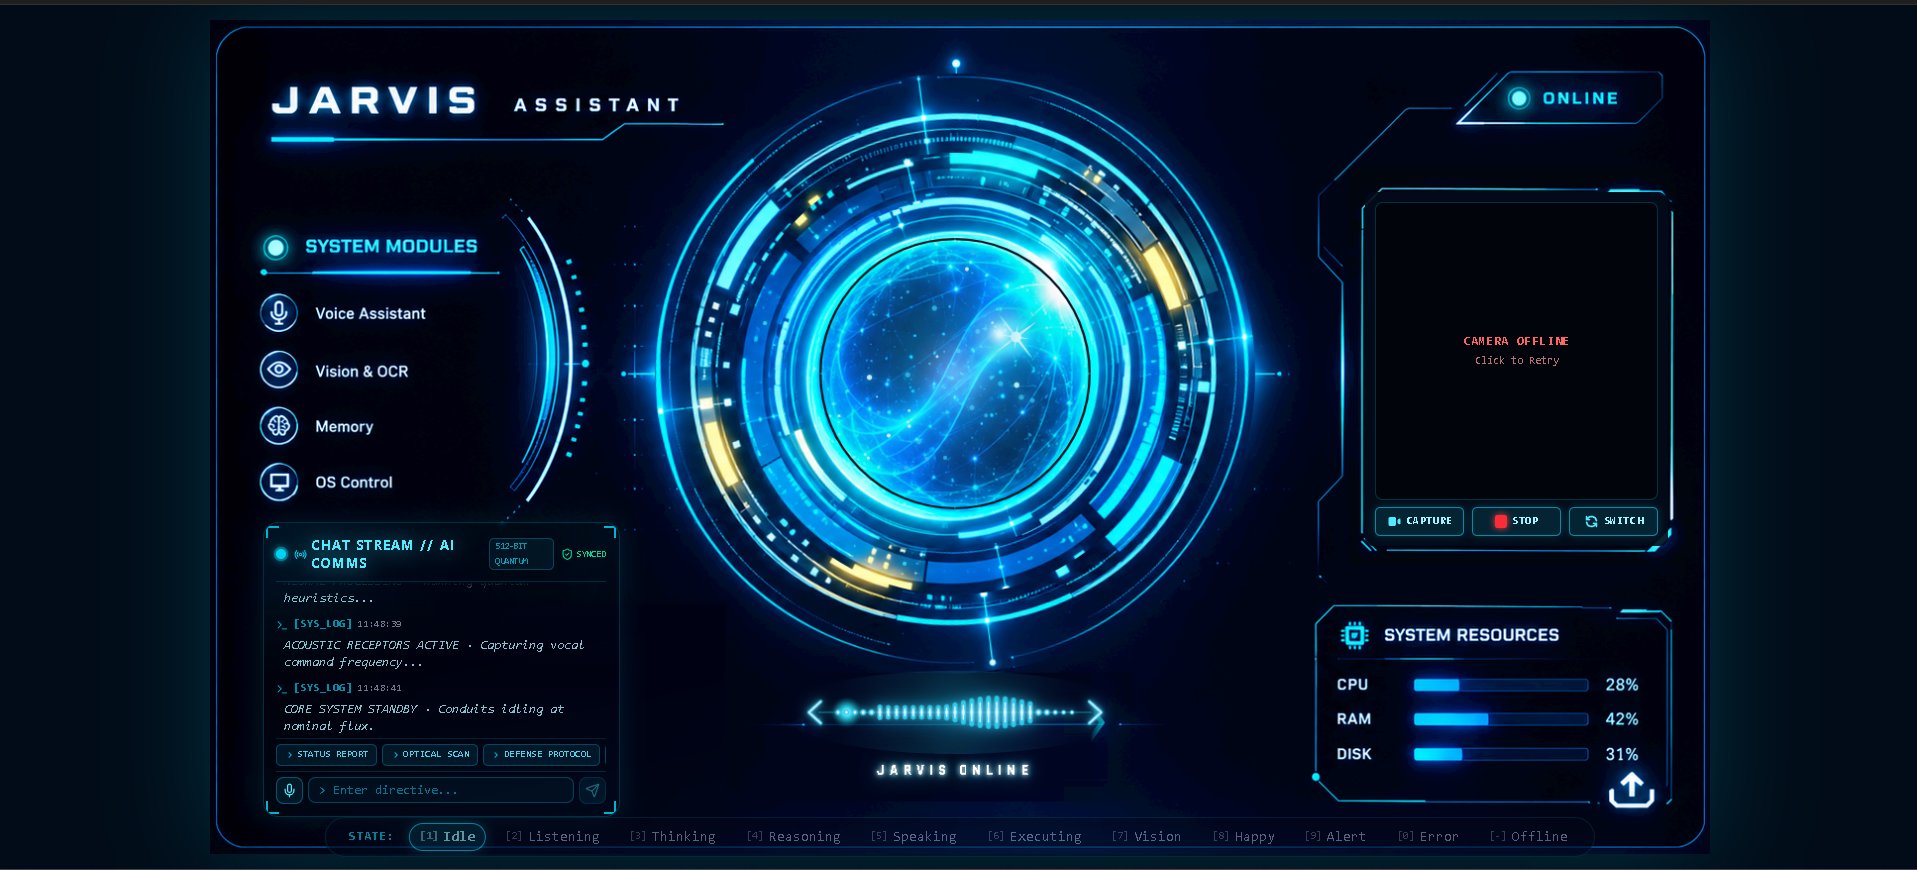 JARVIS ASSISTANT
ONLINE
SYSTEM MODULES
Voice Assistant
Vision & OCR
Memory
OS Control
CHAT STREAM // AI
COMMS
512-BIT
QUANTUM
SYNCED
heuristics...
>_ [SYS_LOG] 11:48:39
ACOUSTIC RECEPTORS ACTIVE · Capturing vocal
command frequency...
>_ [SYS_LOG] 11:48:41
CORE SYSTEM STANDBY · Conduits idling at
nominal flux.
> STATUS REPORT > OPTICAL SCAN > DEFENSE PROTOCOL
> Enter directive...
JARVIS ONLINE
CAMERA OFFLINE
Click to Retry
CAPTURE STOP SWITCH
SYSTEM RESOURCES
CPU 28%
RAM 42%
DISK 31%
STATE: [1] Idle [2] Listening [3] Thinking [4] Reasoning [5] Speaking [6] Executing [7] Vision [8] Happy [9] Alert [0] Error [-] Offline